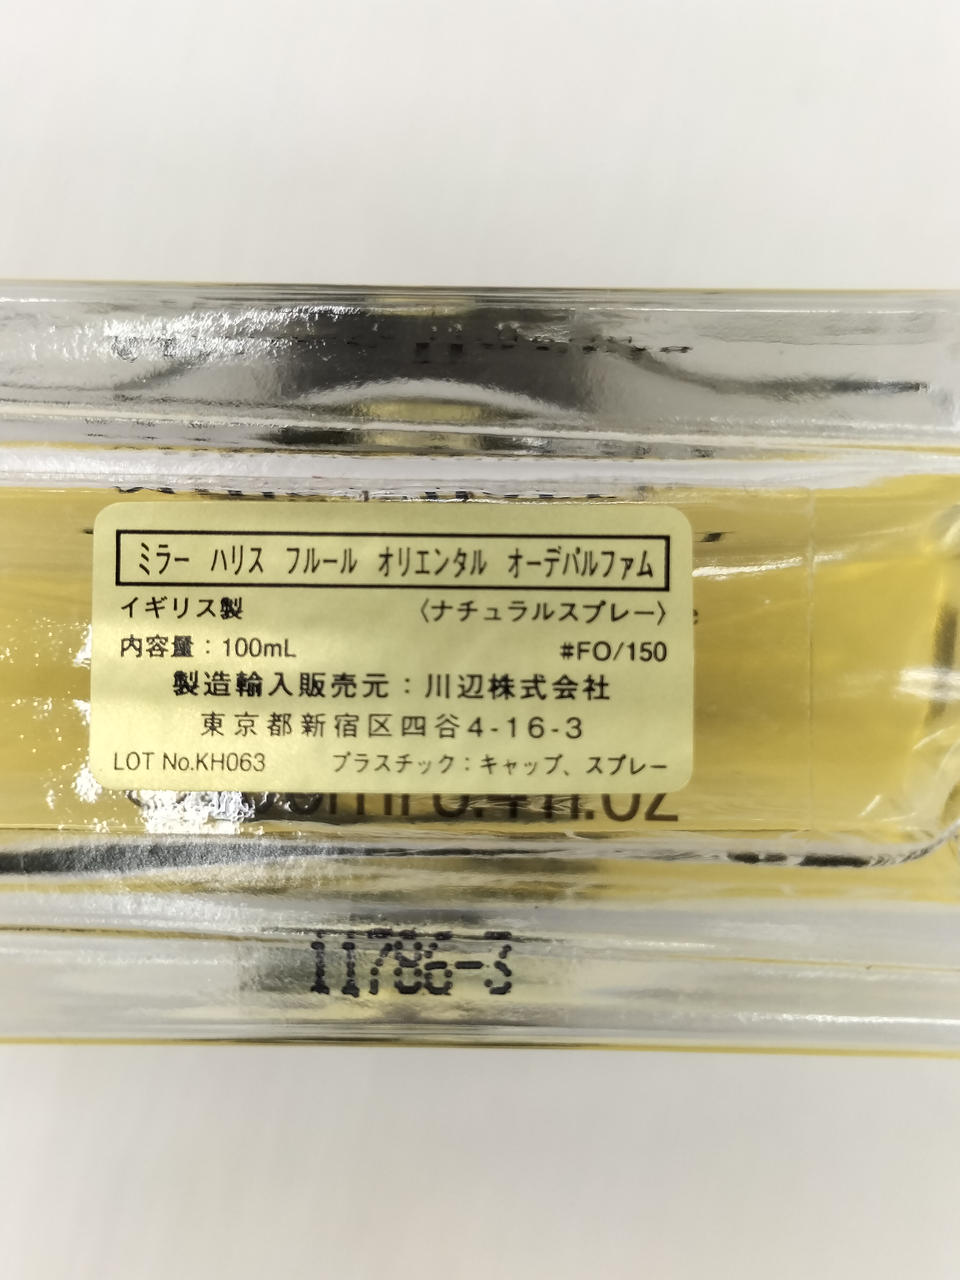 ミラー ハリス フルール オリエンタル オーデパルファム
イギリス製 〈ナチュラルスプレー〉
内容量：100mL #FO/150
製造輸入販売元：川辺株式会社
東京都新宿区四谷4-16-3
LOT No.KH063 プラスチック：キャップ、スプレー
fl.oz
11786-3